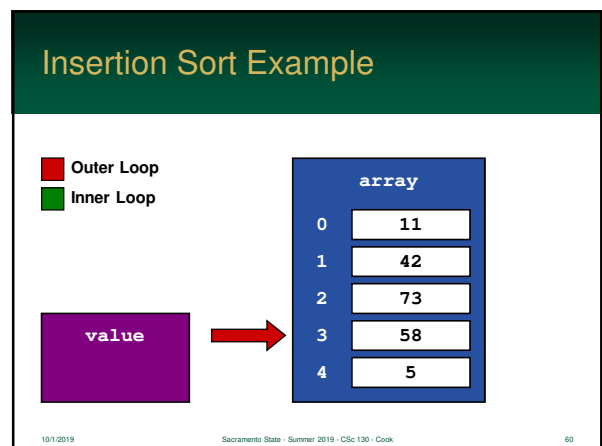 Insertion Sort Example
Outer Loop
Inner Loop
array
0 11
1 42
2 73
value
3 58
4 5
10/1/2019 Sacramento State - Summer 2019 - CSc 130 - Cook 60